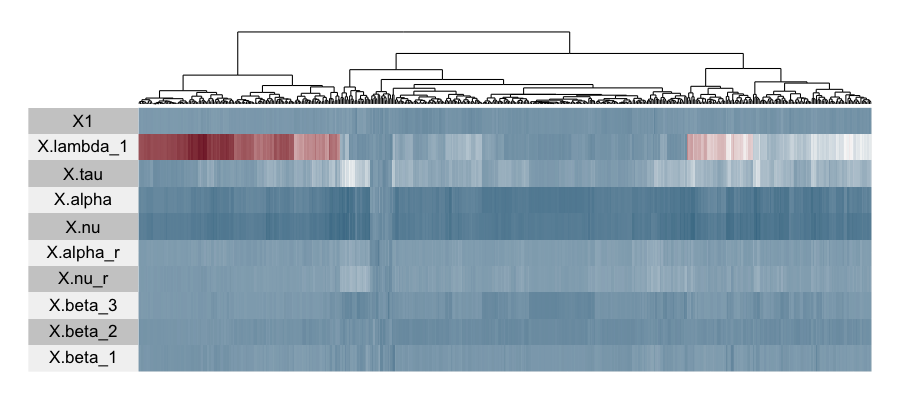 X1
X.lambda_1
X.tau
X.alpha
X.nu
X.alpha_r
X.nu_r
X.beta_3
X.beta_2
X.beta_1